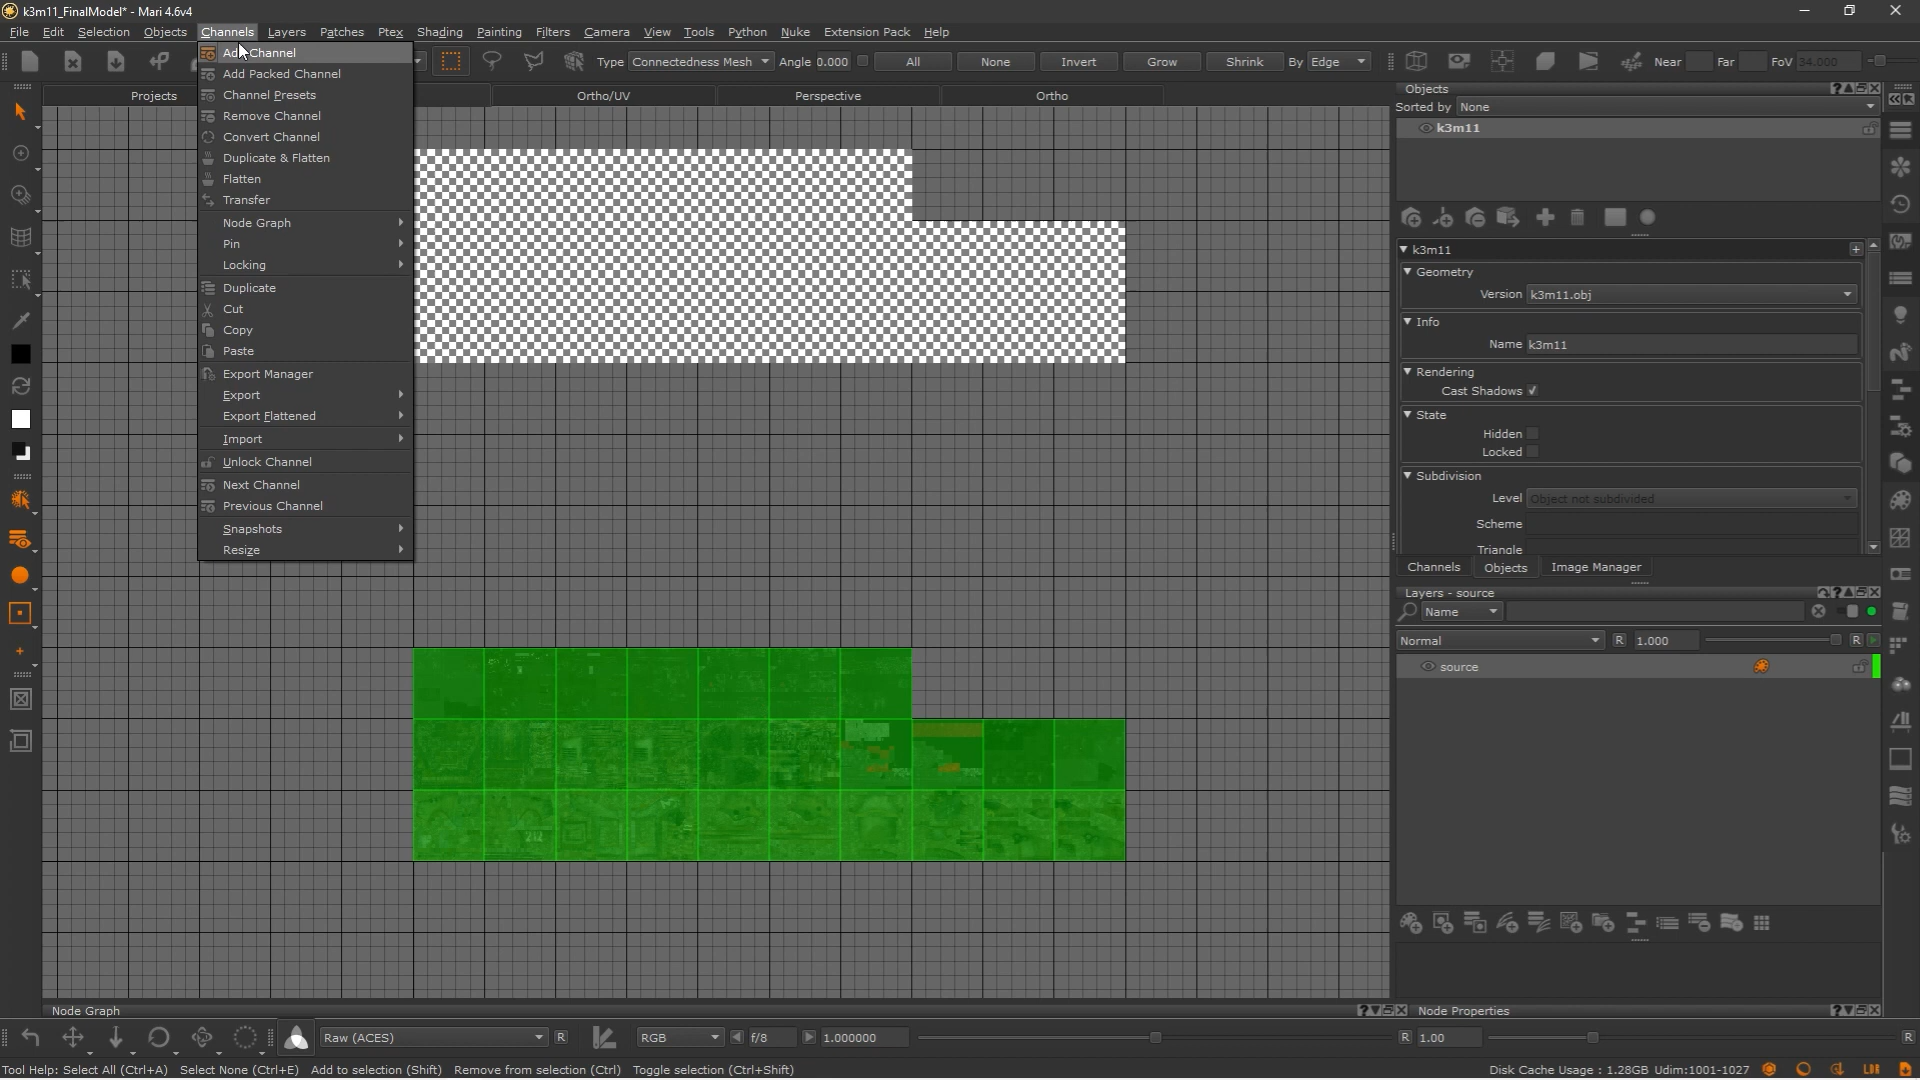 k3m11_FinalModel* - Mari 4.6v4
File Edit Selection Objects Channels Layers Patches Ptex Shading Painting Filters Camera View Tools Python Nuke Extension Pack Help
Type Connectedness Mesh Angle 0.000 All None Invert Grow Shrink By Edge Near Far FoV 34.000
Projects Ortho/UV Perspective Ortho
Add Channel
Add Packed Channel
Channel Presets
Remove Channel
Convert Channel
Duplicate & Flatten
Flatten
Transfer
Node Graph
Pin
Locking
Duplicate
Cut
Copy
Paste
Export Manager
Export
Export Flattened
Import
Unlock Channel
Next Channel
Previous Channel
Snapshots
Resize
Objects
Sorted by None
k3m11
k3m11
Geometry
Version k3m11.obj
Info
Name k3m11
Rendering
Cast Shadows
State
Hidden
Locked
Subdivision
Level Object not subdivided
Scheme
Triangle
Channels Objects Image Manager
Layers - source
Name
Normal R 1.000 R
source
Node Graph
Node Properties
Raw (ACES) R RGB f/8 1.000000 R 1.00 R
Tool Help: Select All (Ctrl+A) Select None (Ctrl+E) Add to selection (Shift) Remove from selection (Ctrl) Toggle selection (Ctrl+Shift) Disk Cache Usage : 1.28GB Udim:1001-1027